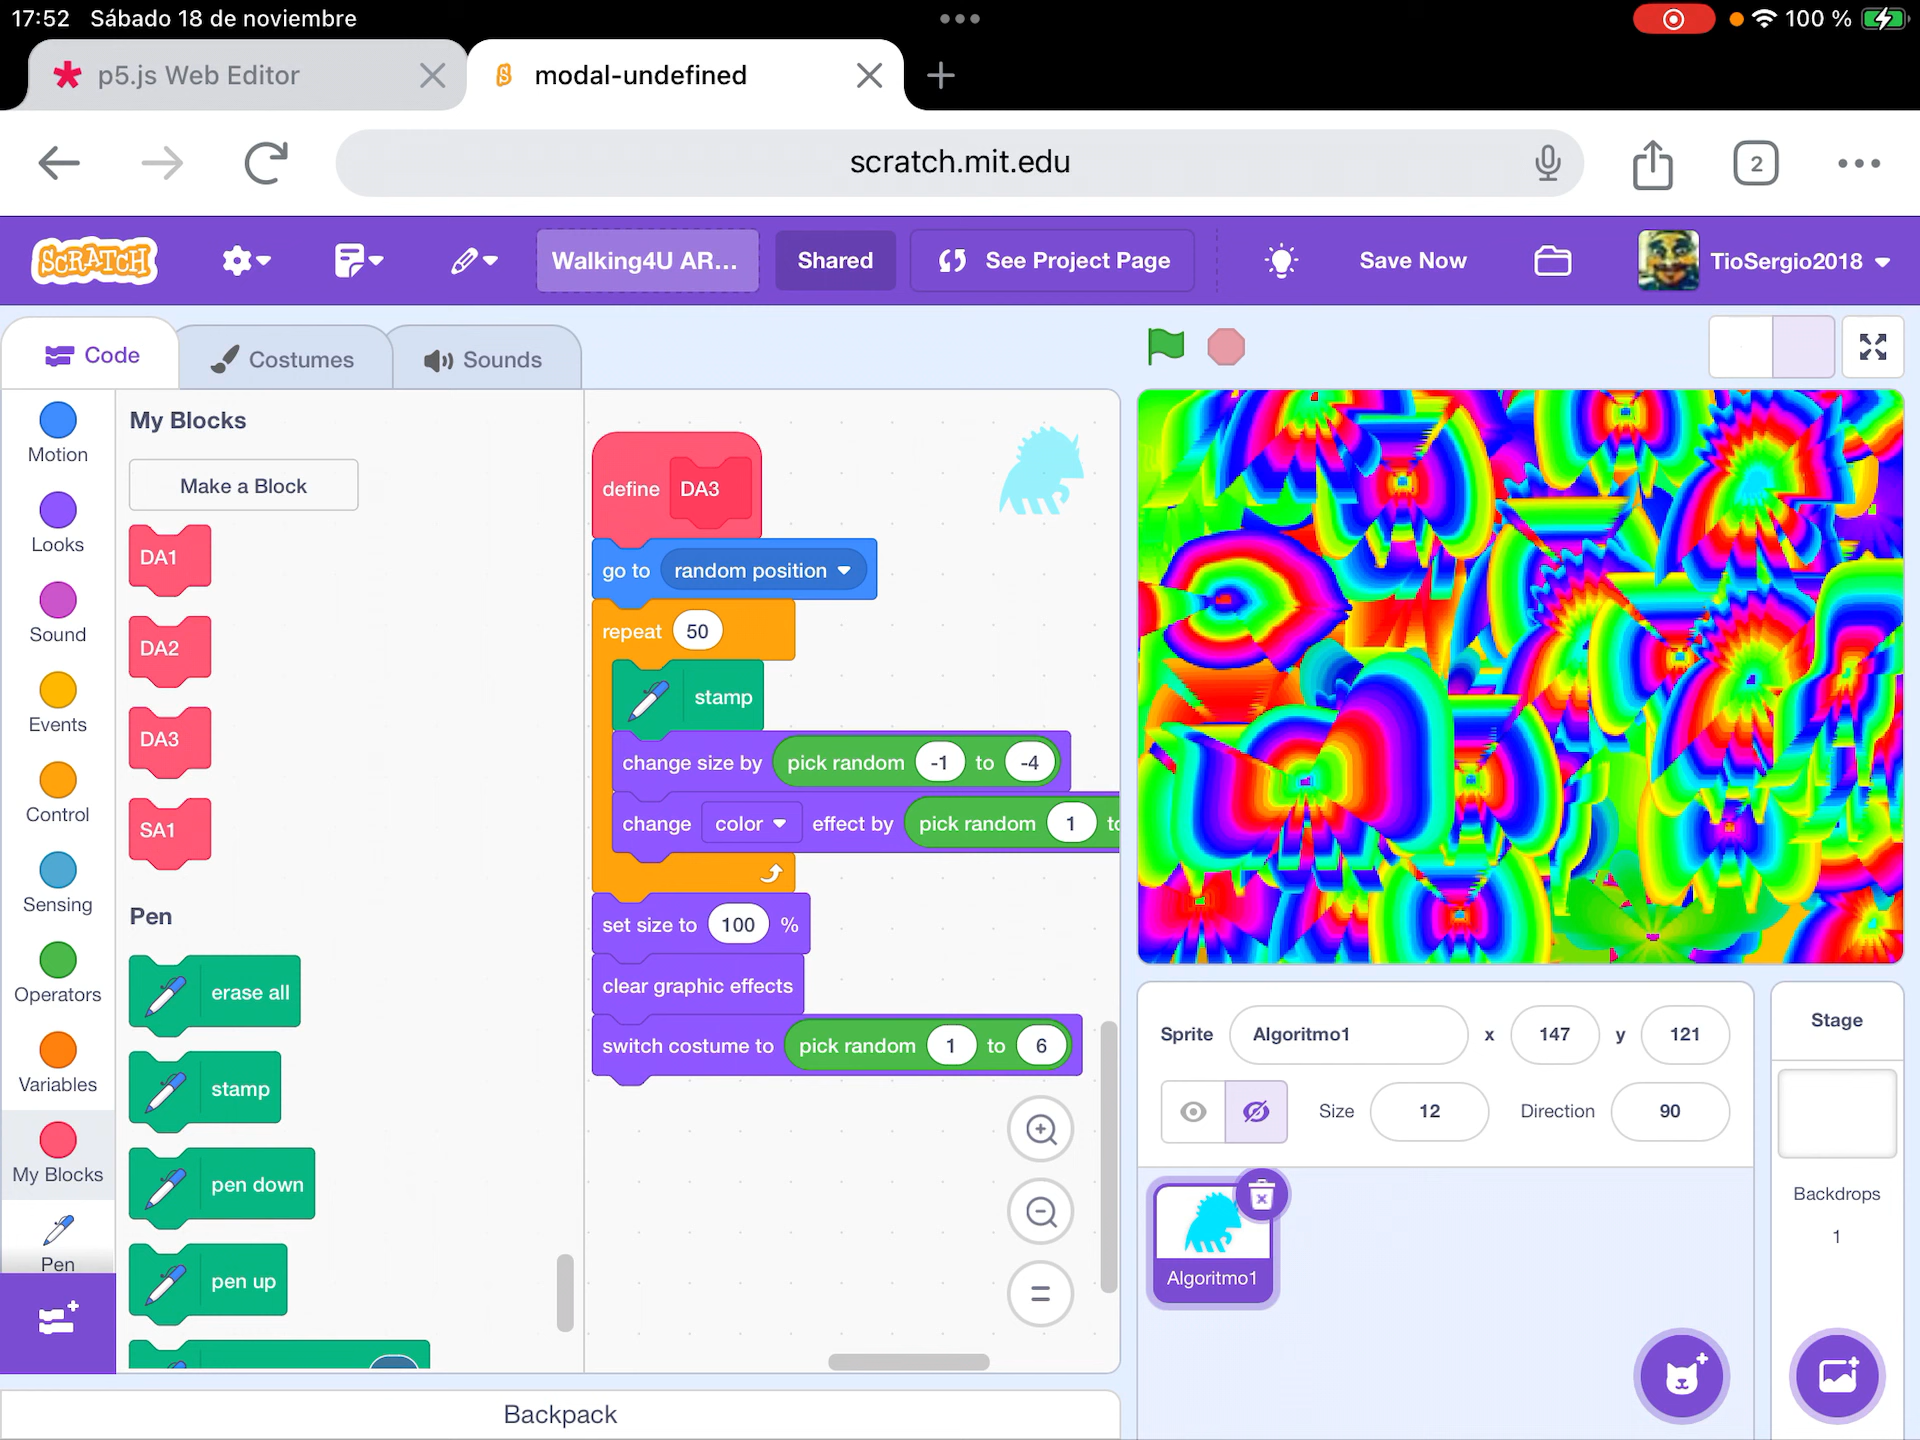 17:52 Sábado 18 de noviembre
100 %
p5.js Web Editor
modal-undefined
scratch.mit.edu
2
SCRATCH
Walking4U AR...
Shared
See Project Page
Save Now
TioSergio2018
Code
Costumes
Sounds
Motion
Looks
Sound
Events
Control
Sensing
Operators
Variables
My Blocks
Pen
My Blocks
Make a Block
DA1
DA2
DA3
SA1
Pen
erase all
stamp
pen down
pen up
define DA3
go to random position
repeat 50
stamp
change size by pick random -1 to -4
change color effect by pick random 1 to
set size to 100 %
clear graphic effects
switch costume to pick random 1 to 6
Backpack
Sprite Algoritmo1 x 147 y 121
Size 12 Direction 90
Algoritmo1
Stage
Backdrops
1